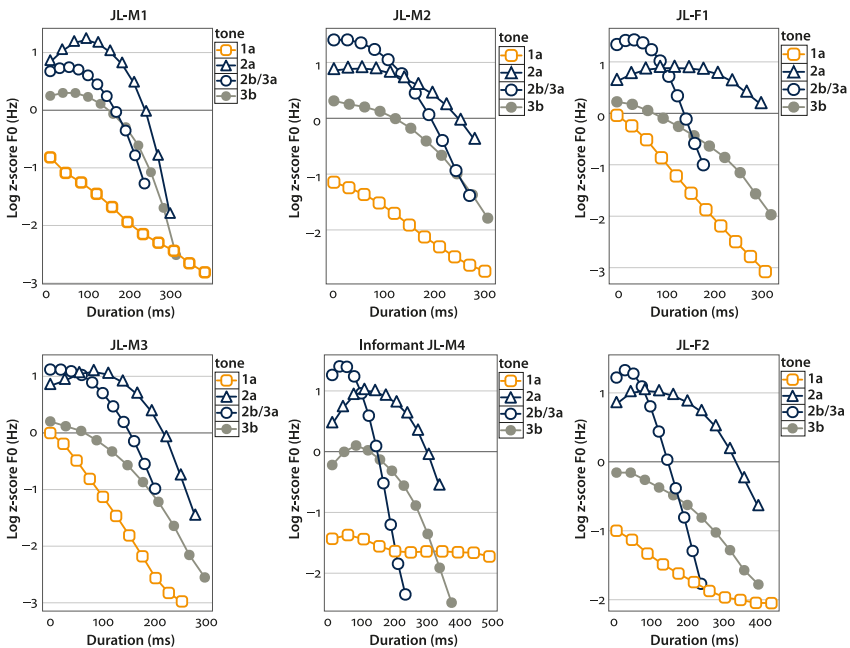 JL-M1
tone
1a
2a
2b/3a
3b
Log z-score F0 (Hz)
1
0
−1
−2
−3
0 100 200 300
Duration (ms)
JL-M2
tone
1a
2a
2b/3a
3b
Log z-score F0 (Hz)
1
0
−2
0 100 200 300
Duration (ms)
JL-F1
tone
1a
2a
2b/3a
3b
Log z-score F0 (Hz)
1
0
−1
−2
−3
0 100 200 300
Duration (ms)
JL-M3
tone
1a
2a
2b/3a
3b
Log z-score F0 (Hz)
1
0
−1
−2
−3
0 100 200 300
Duration (ms)
Informant JL-M4
tone
1a
2a
2b/3a
3b
Log z-score F0 (Hz)
1
0
−1
−2
0 100 200 300 400 500
Duration (ms)
JL-F2
tone
1a
2a
2b/3a
3b
Log z-score F0 (Hz)
1
0
−1
−2
0 100 200 300 400
Duration (ms)